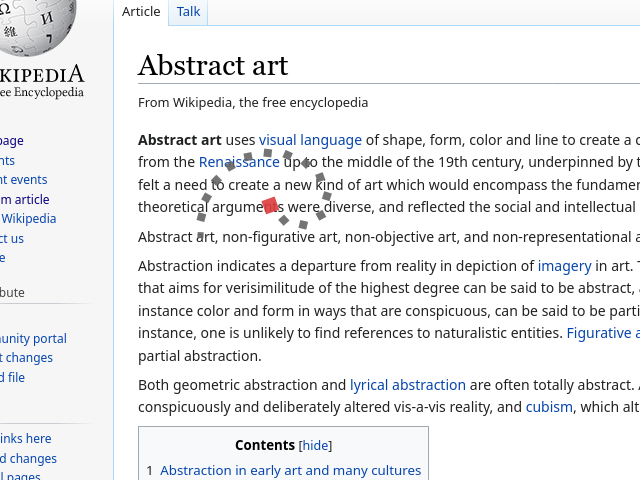 Article Talk
Ω И
KIPEDIA
ee Encyclopedia
Abstract art
From Wikipedia, the free encyclopedia
page
nts
nt events
m article
Wikipedia
ct us
e
bute
unity portal
t changes
d file
inks here
d changes
l pages
Abstract art uses visual language of shape, form, color and line to create a c
from the Renaissance up to the middle of the 19th century, underpinned by t
felt a need to create a new kind of art which would encompass the fundamen
theoretical arguments were diverse, and reflected the social and intellectual
Abstract art, non-figurative art, non-objective art, and non-representational a
Abstraction indicates a departure from reality in depiction of imagery in art. T
that aims for verisimilitude of the highest degree can be said to be abstract, a
instance color and form in ways that are conspicuous, can be said to be parti
instance, one is unlikely to find references to naturalistic entities. Figurative a
partial abstraction.
Both geometric abstraction and lyrical abstraction are often totally abstract. A
conspicuously and deliberately altered vis-a-vis reality, and cubism, which alt
Contents [hide]
1 Abstraction in early art and many cultures